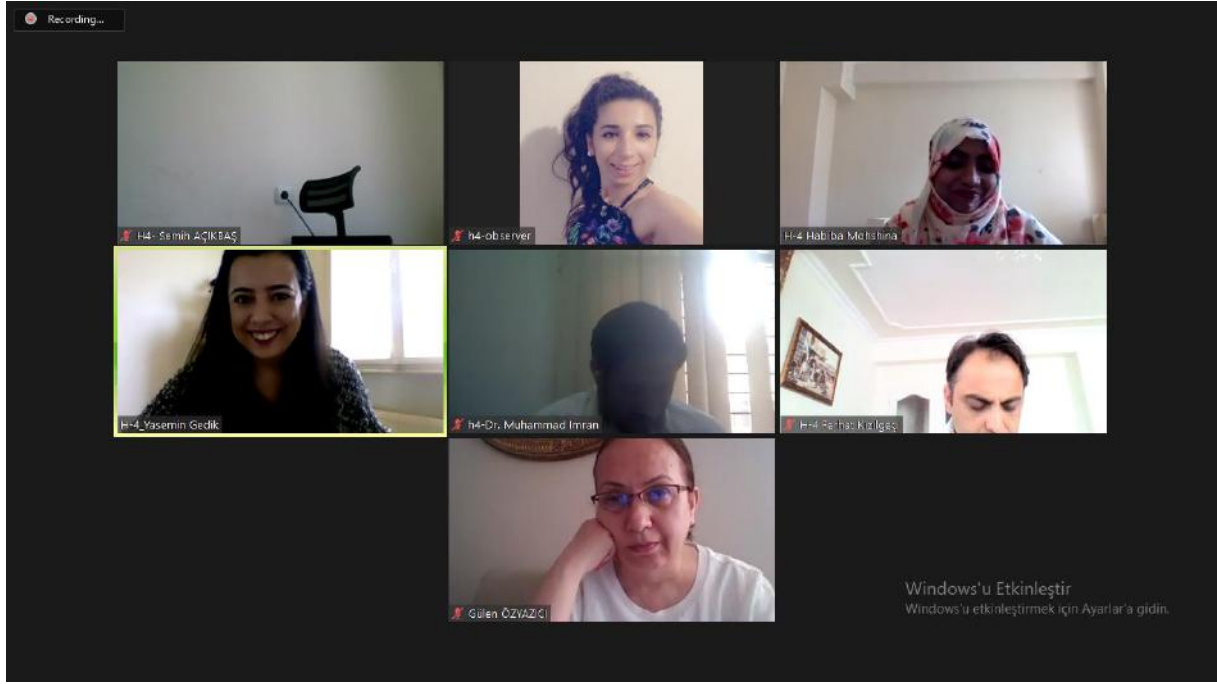 Recording...
H4- Semih AÇIKBAŞ
h4-observer
H-4 Habiba Mohshina
H-4_Yasemin Gedik
h4-Dr. Muhammad Imran
H-4 Ferhat Kızılgeçi
Gülen ÖZYAZICI
Windows'u Etkinleştir
Windows'u etkinleştirmek için Ayarlar'a gidin.